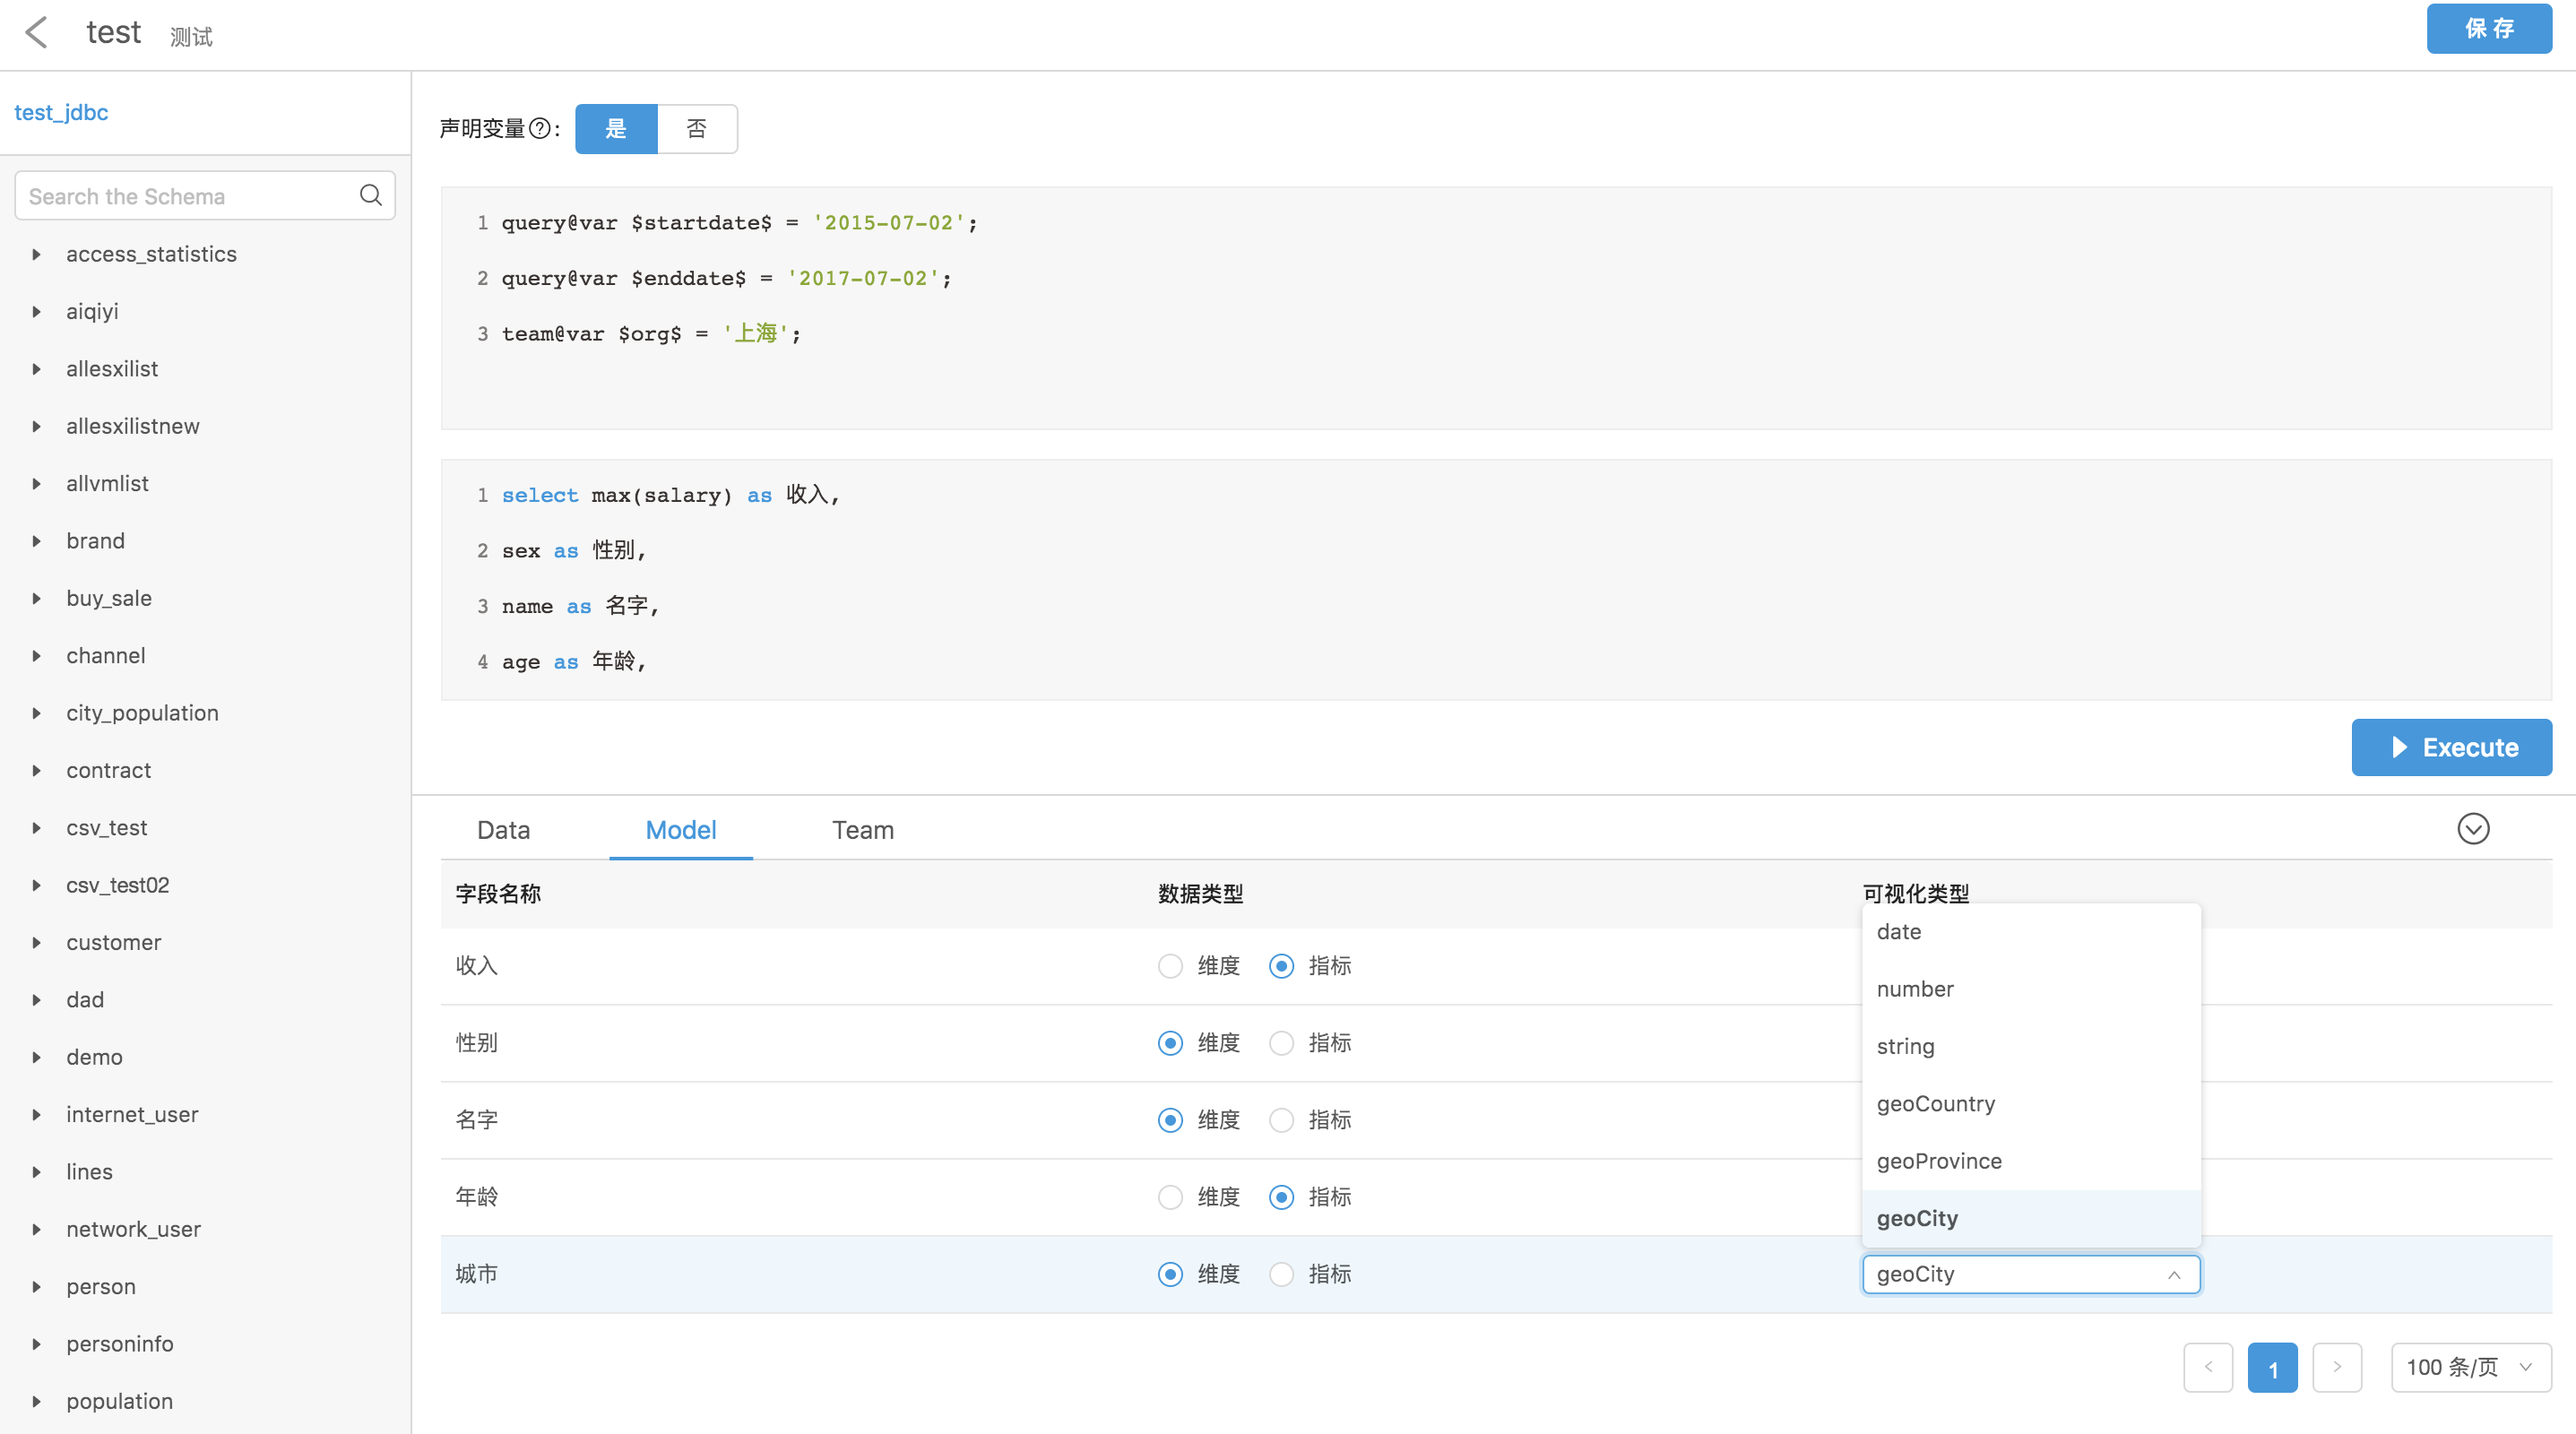 test 测试
保 存
test_jdbc
Search the Schema
access_statistics
aiqiyi
allesxilist
allesxilistnew
allvmlist
brand
buy_sale
channel
city_population
contract
csv_test
csv_test02
customer
dad
demo
internet_user
lines
network_user
person
personinfo
population
声明变量?: 是 否
1 query@var $startdate$ = '2015-07-02';
2 query@var $enddate$ = '2017-07-02';
3 team@var $org$ = '上海';
1 select max(salary) as 收入,
2 sex as 性别,
3 name as 名字,
4 age as 年龄,
Execute
Data Model Team
字段名称 数据类型 可视化类型
收入 维度 指标
性别 维度 指标
名字 维度 指标
年龄 维度 指标
城市 维度 指标
date
number
string
geoCountry
geoProvince
geoCity
geoCity
< 1 > 100 条/页